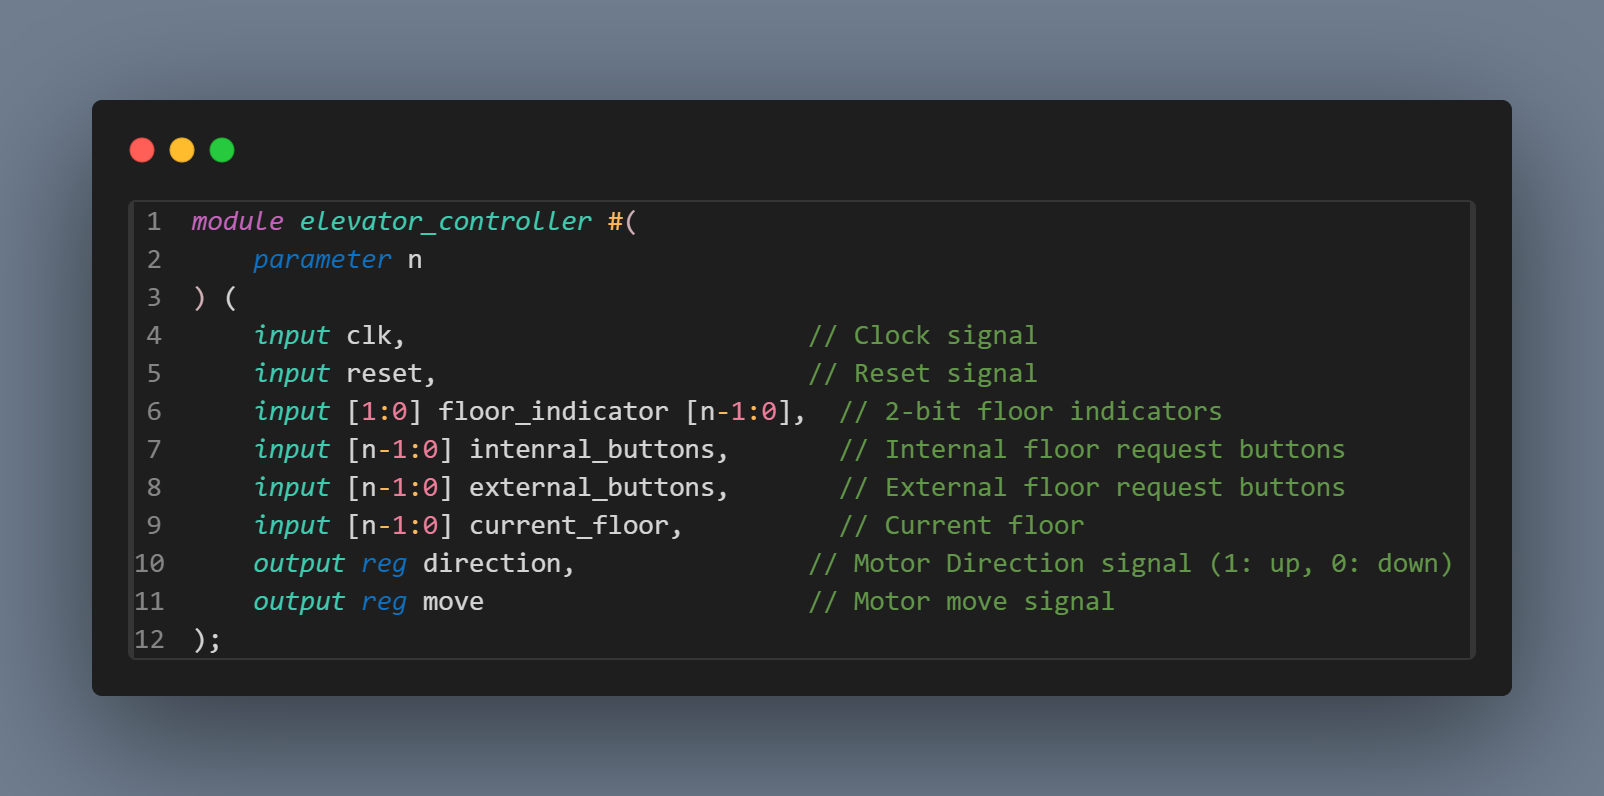 1 module elevator_controller #(
2     parameter n
3 ) (
4     input clk,                          // Clock signal
5     input reset,                        // Reset signal
6     input [1:0] floor_indicator [n-1:0],  // 2-bit floor indicators
7     input [n-1:0] intenral_buttons,       // Internal floor request buttons
8     input [n-1:0] external_buttons,       // External floor request buttons
9     input [n-1:0] current_floor,          // Current floor
10     output reg direction,               // Motor Direction signal (1: up, 0: down)
11     output reg move                     // Motor move signal
12 );